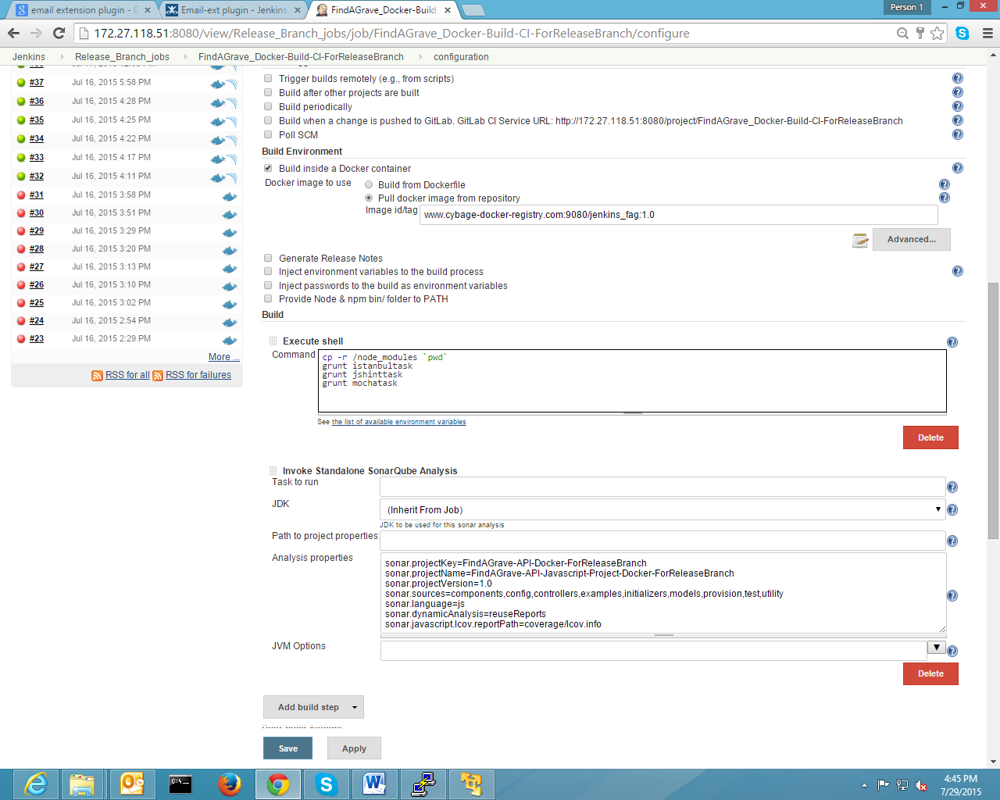 email extension plugin - G
Email-ext plugin - Jenkins
FindAGrave_Docker-Build-
Person 1
172.27.118.51:8080/view/Release_Branch_jobs/job/FindAGrave_Docker-Build-CI-ForReleaseBranch/configure
Jenkins
Release_Branch_jobs
FindAGrave_Docker-Build-CI-ForReleaseBranch
configuration
#37 Jul 16, 2015 5:58 PM
#36 Jul 16, 2015 4:28 PM
#35 Jul 16, 2015 4:25 PM
#34 Jul 16, 2015 4:22 PM
#33 Jul 16, 2015 4:17 PM
#32 Jul 16, 2015 4:11 PM
#31 Jul 16, 2015 3:58 PM
#30 Jul 16, 2015 3:51 PM
#29 Jul 16, 2015 3:29 PM
#28 Jul 16, 2015 3:20 PM
#27 Jul 16, 2015 3:13 PM
#26 Jul 16, 2015 3:10 PM
#25 Jul 16, 2015 3:02 PM
#24 Jul 16, 2015 2:54 PM
#23 Jul 16, 2015 2:29 PM
More ...
RSS for all RSS for failures
Trigger builds remotely (e.g., from scripts)
Build after other projects are built
Build periodically
Build when a change is pushed to GitLab. GitLab CI Service URL: http://172.27.118.51:8080/project/FindAGrave_Docker-Build-CI-ForReleaseBranch
Poll SCM
Build Environment
Build inside a Docker container
Docker image to use
Build from Dockerfile
Pull docker image from repository
Image id/tag www.cybage-docker-registry.com:9080/jenkins_fag:1.0
Advanced...
Generate Release Notes
Inject environment variables to the build process
Inject passwords to the build as environment variables
Provide Node & npm bin/ folder to PATH
Build
Execute shell
Command
cp -r /node_modules `pwd`
grunt istanbultask
grunt jshinttask
grunt mochatask
See the list of available environment variables
Delete
Invoke Standalone SonarQube Analysis
Task to run
JDK
(Inherit From Job)
JDK to be used for this sonar analysis
Path to project properties
Analysis properties
sonar.projectKey=FindAGrave-API-Docker-ForReleaseBranch
sonar.projectName=FindAGrave-API-Javascript-Project-Docker-ForReleaseBranch
sonar.projectVersion=1.0
sonar.sources=components,config,controllers,examples,initializers,models,provision,test,utility
sonar.language=js
sonar.dynamicAnalysis=reuseReports
sonar.javascript.lcov.reportPath=coverage/lcov.info
JVM Options
Delete
Add build step
Save
Apply
4:45 PM
7/29/2015